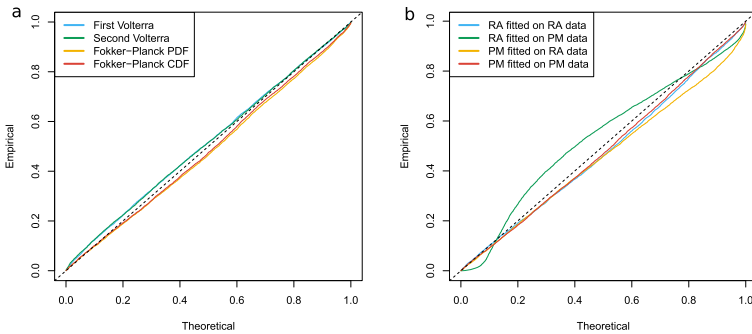 a
First Volterra
Second Volterra
Fokker−Planck PDF
Fokker−Planck CDF
Empirical
1.0
0.8
0.6
0.4
0.2
0.0
0.0 0.2 0.4 0.6 0.8 1.0
Theoretical
b
RA fitted on RA data
RA fitted on PM data
PM fitted on RA data
PM fitted on PM data
Empirical
1.0
0.8
0.6
0.4
0.2
0.0
0.0 0.2 0.4 0.6 0.8 1.0
Theoretical